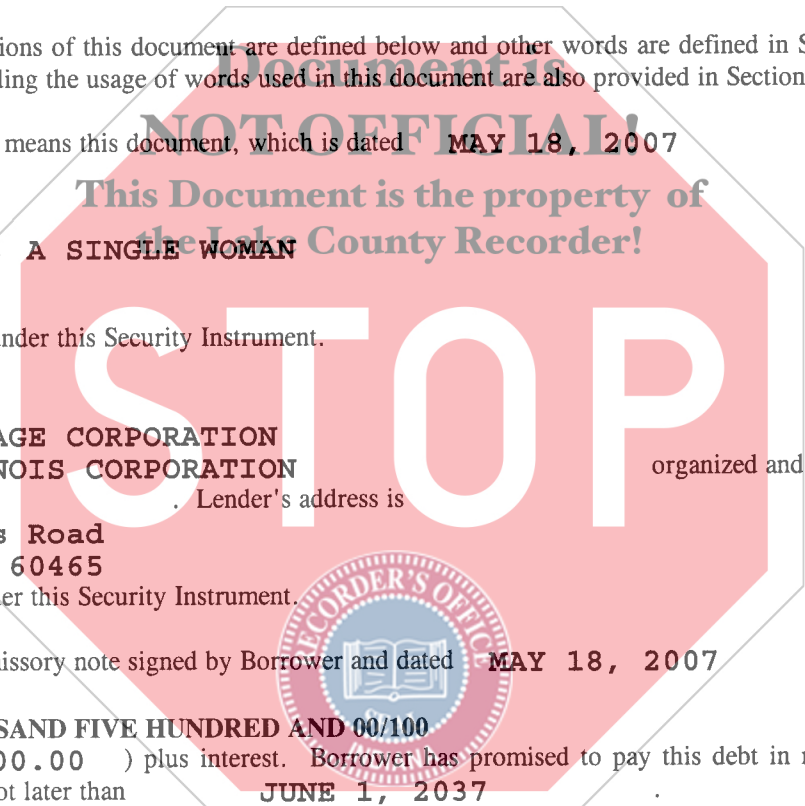 ions of this document are defined below and other words are defined in S
ling the usage of words used in this document are also provided in Section
Document is
means this document, which is dated MAY 18, 2007
NOT OFFICIAL!
This Document is the property of
A SINGLE WOMAN
the Lake County Recorder!
STOP
nder this Security Instrument.
AGE CORPORATION
NOIS CORPORATION organized and
. Lender's address is
s Road
60465
er this Security Instrument.
RECORDER'S OFFICE
issory note signed by Borrower and dated MAY 18, 2007
SAND FIVE HUNDRED AND 00/100
00.00 ) plus interest. Borrower has promised to pay this debt in
ot later than JUNE 1, 2037 .